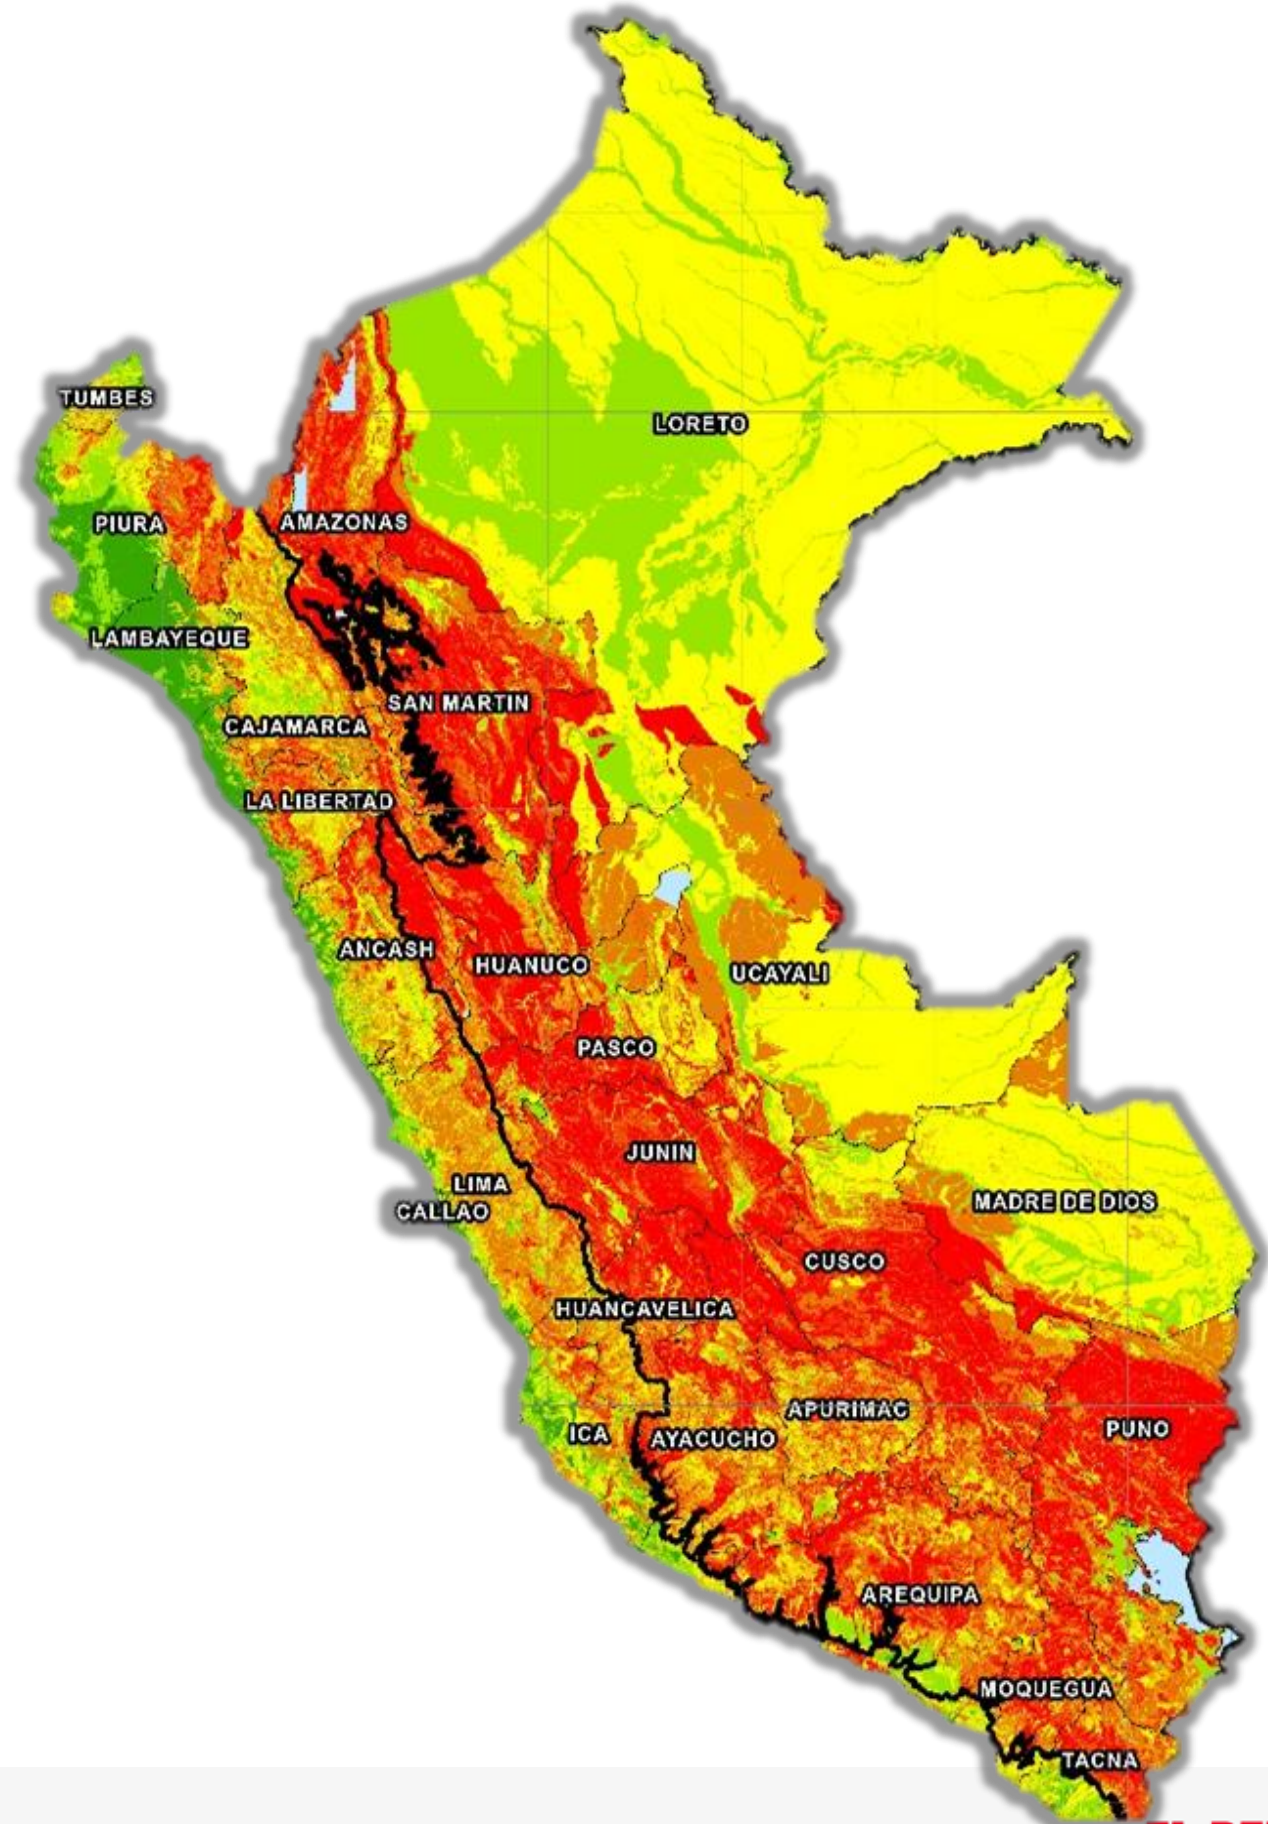 TUMBES
LORETO
PIURA
AMAZONAS
LAMBAYEQUE
SAN MARTIN
CAJAMARCA
LA LIBERTAD
ANCASH
HUANUCO
UCAYALI
PASCO
JUNIN
LIMA
MADRE DE DIOS
CALLAO
CUSCO
HUANCAVELICA
APURIMAC
PUNO
ICA
AYACUCHO
AREQUIPA
MOQUEGUA
TACNA